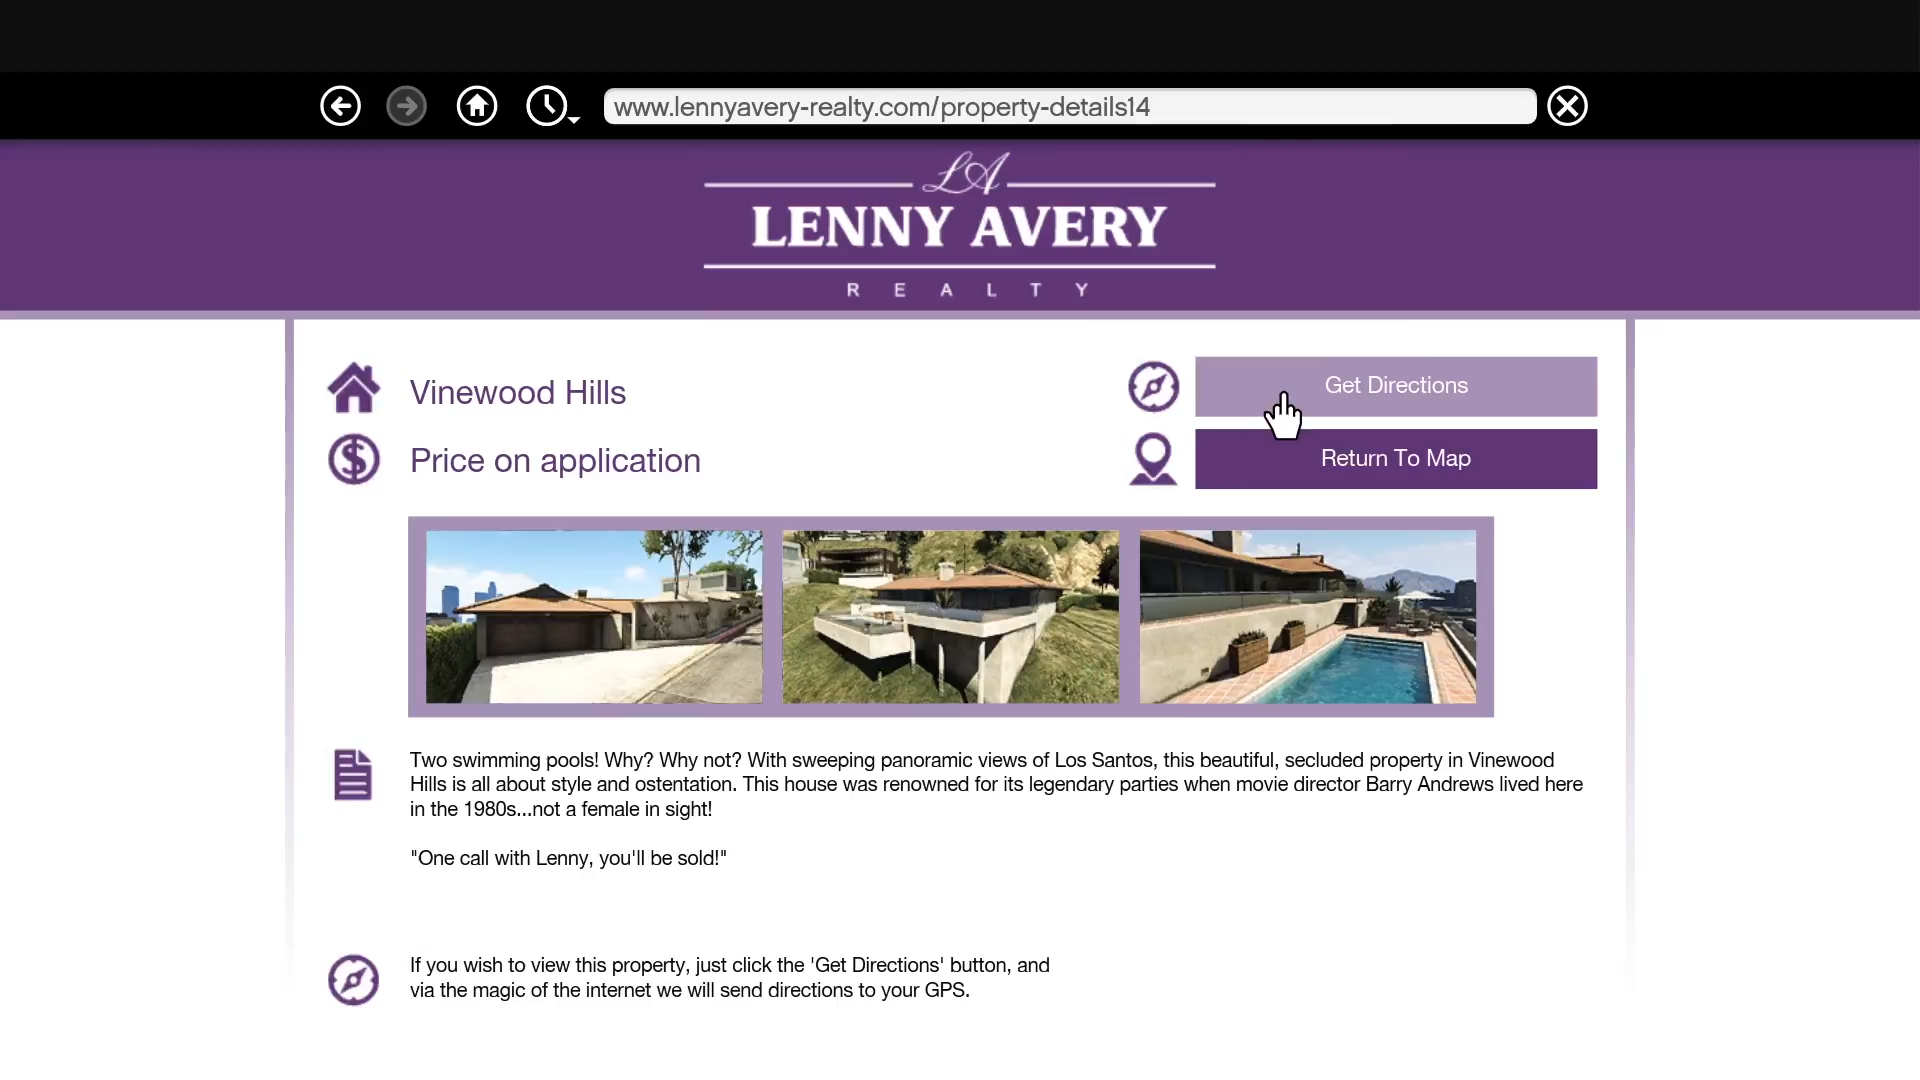 www.lennyavery-realty.com/property-details14
LA
LENNY AVERY
REALTY
Vinewood Hills
Get Directions
Price on application
Return To Map
Two swimming pools! Why? Why not? With sweeping panoramic views of Los Santos, this beautiful, secluded property in Vinewood
Hills is all about style and ostentation. This house was renowned for its legendary parties when movie director Barry Andrews lived here
in the 1980s...not a female in sight!
"One call with Lenny, you'll be sold!"
If you wish to view this property, just click the 'Get Directions' button, and
via the magic of the internet we will send directions to your GPS.